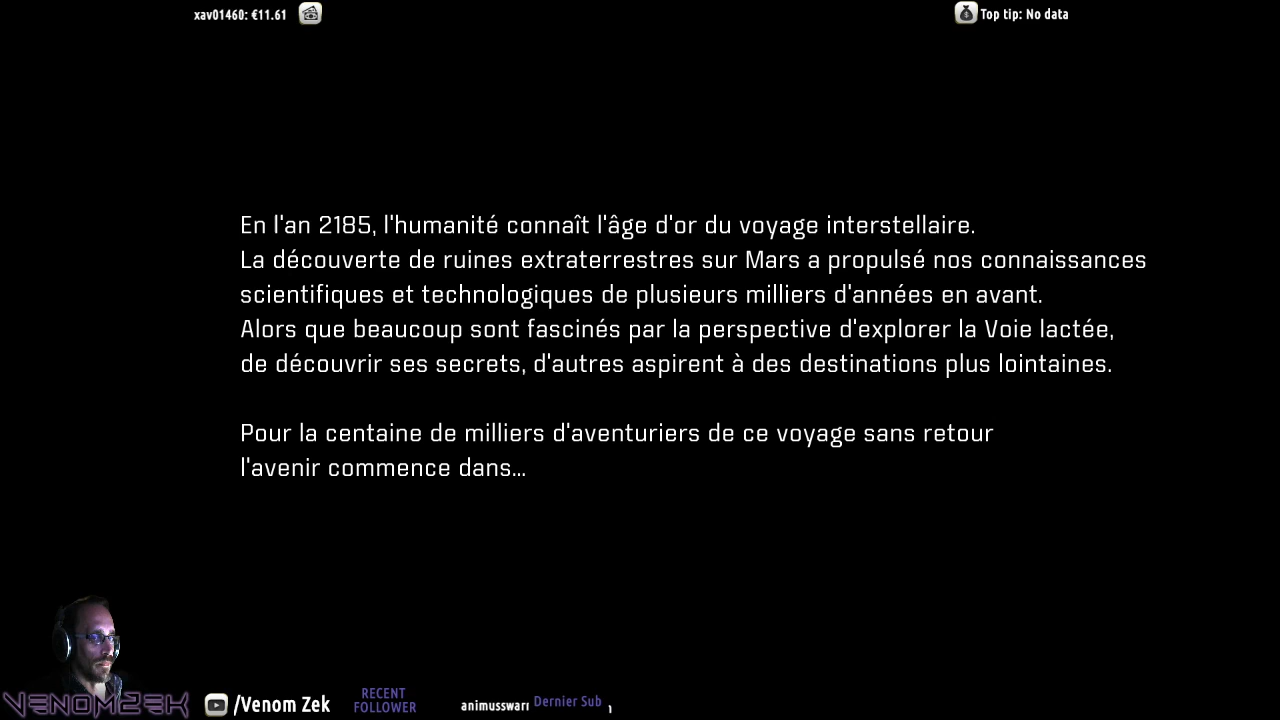 xav01460: €11.61
Top tip: No data
En l'an 2185, l'humanité connaît l'âge d'or du voyage interstellaire.
La découverte de ruines extraterrestres sur Mars a propulsé nos connaissances
scientifiques et technologiques de plusieurs milliers d'années en avant.
Alors que beaucoup sont fascinés par la perspective d'explorer la Voie lactée,
de découvrir ses secrets, d'autres aspirent à des destinations plus lointaines.
Pour la centaine de milliers d'aventuriers de ce voyage sans retour
l'avenir commence dans...
VENOMZEK
/Venom Zek
RECENT
FOLLOWER
Dernier Sub